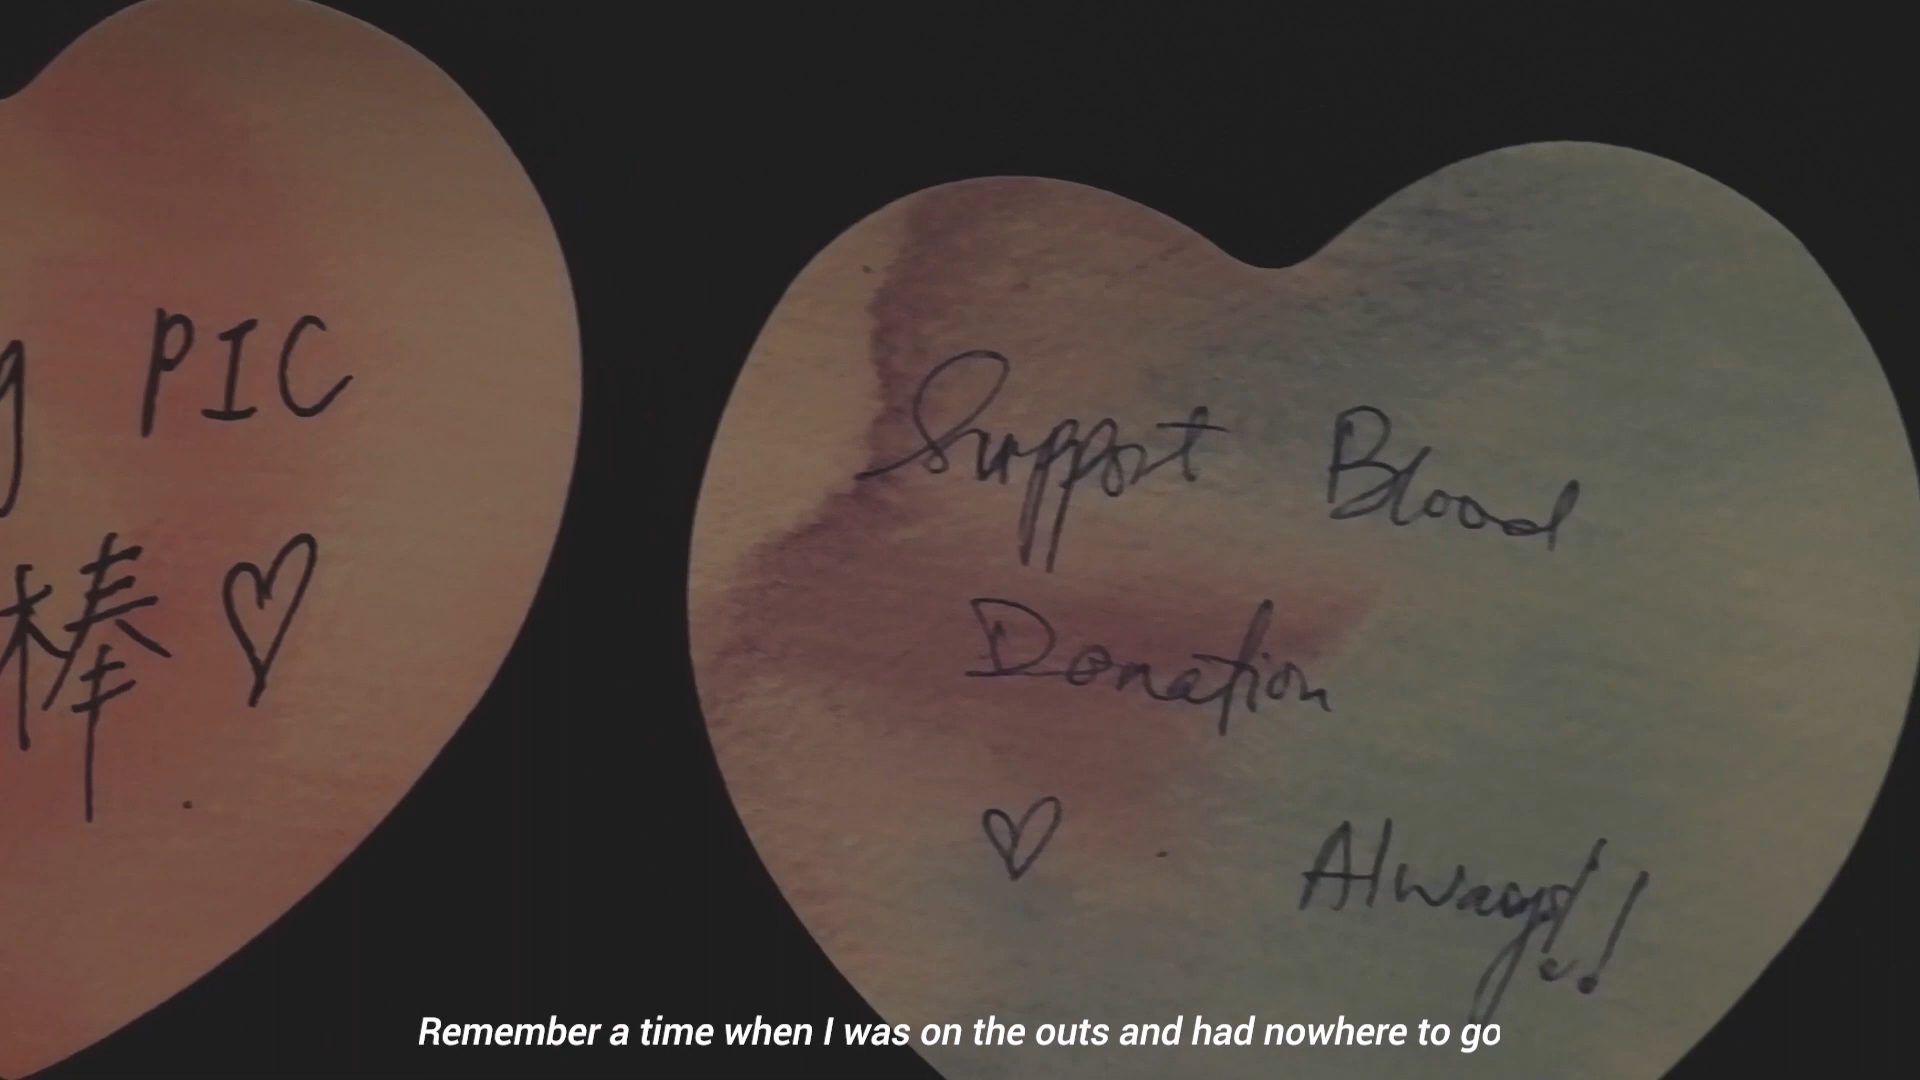 PIC
棒♡
Support Blood
Donation
♡ Always!!
Remember a time when I was on the outs and had nowhere to go